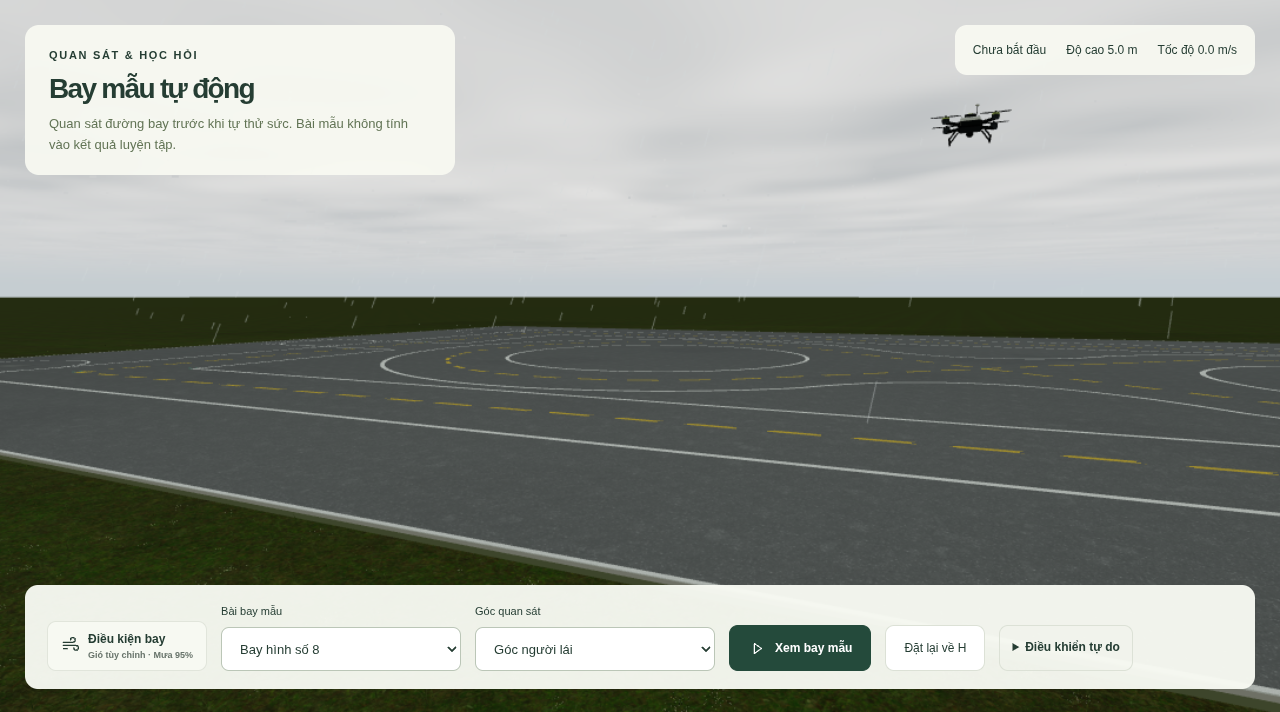 QUAN SÁT & HỌC HỎI
Bay mẫu tự động
Quan sát đường bay trước khi tự thử sức. Bài mẫu không tính
vào kết quả luyện tập.
Chưa bắt đầu
Độ cao 5.0 m
Tốc độ 0.0 m/s
Điều kiện bay
Gió tùy chỉnh · Mưa 95%
Bài bay mẫu
Bay hình số 8
Góc quan sát
Góc người lái
Xem bay mẫu
Đặt lại về H
Điều khiển tự do